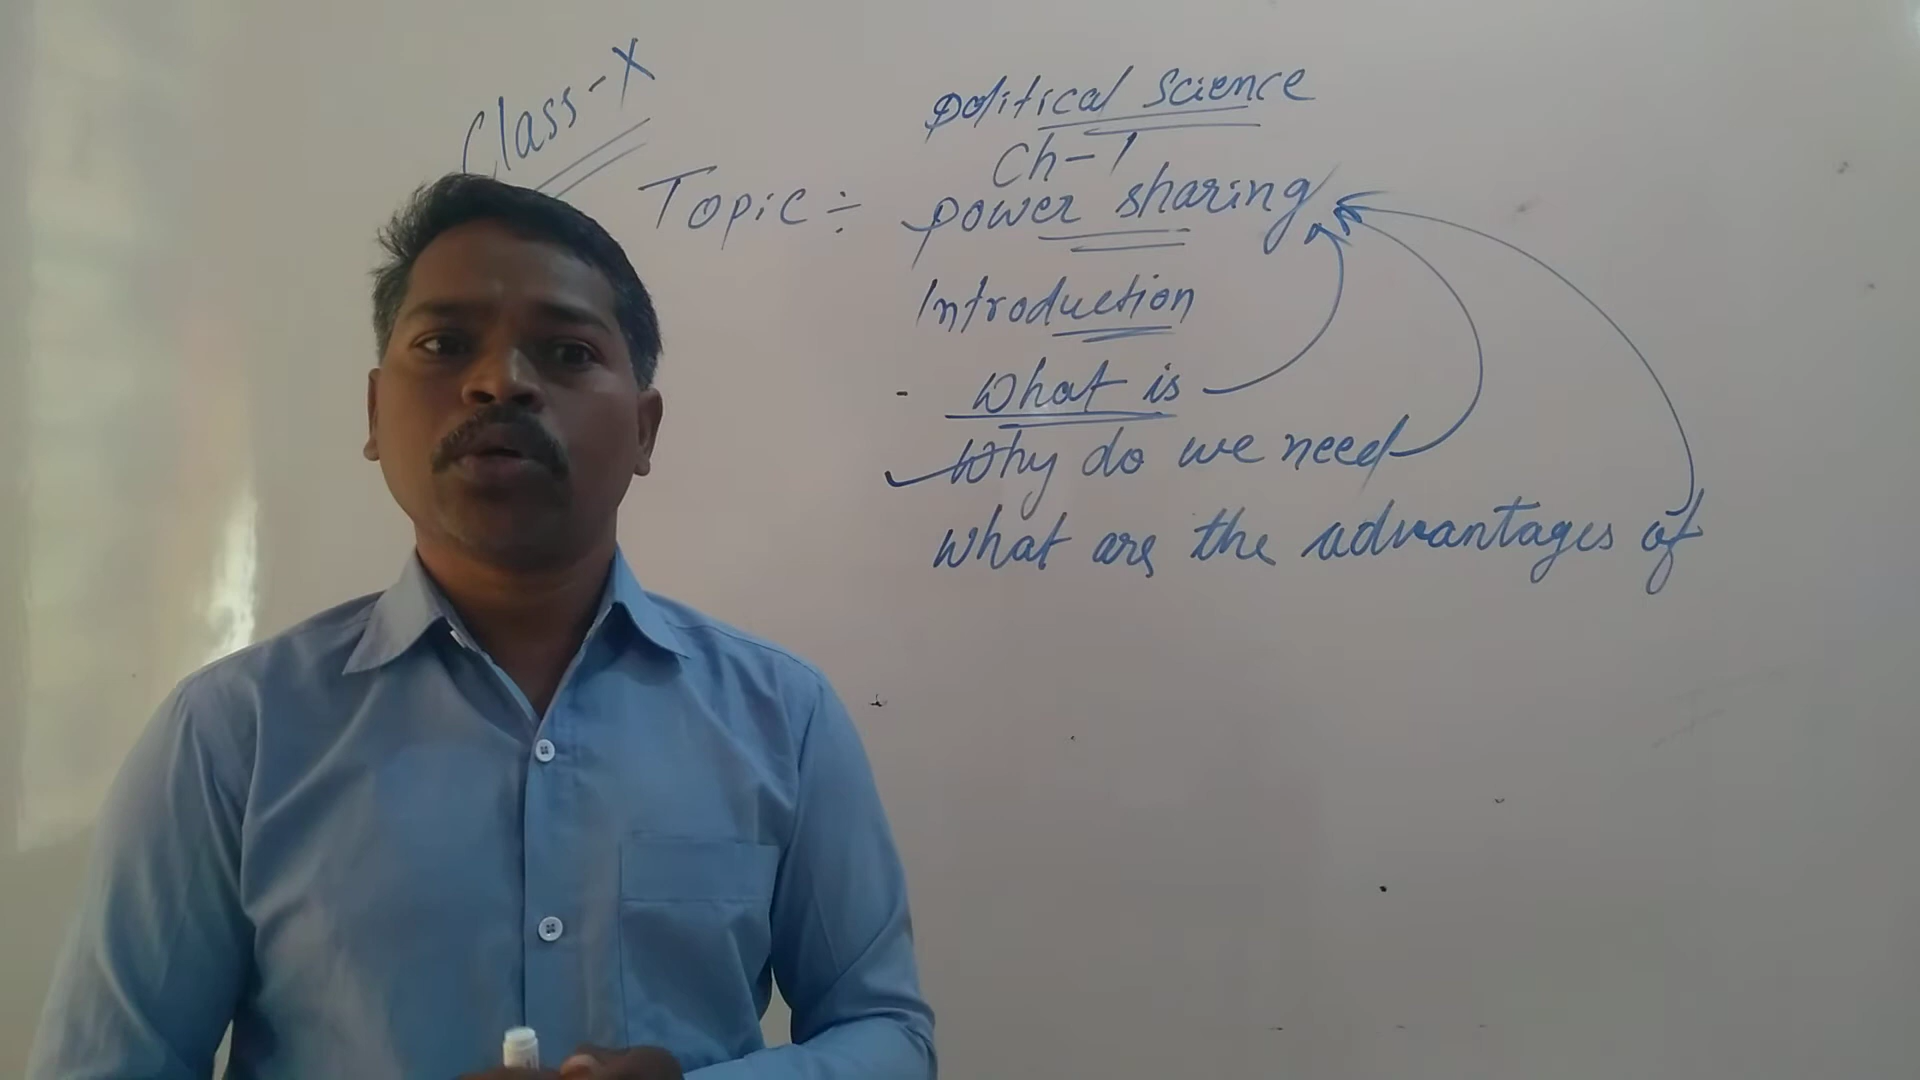 Class-X
Political Science
Ch-1
Topic ÷ power sharing
Introduction
- What is
Why do we need
What are the advantages of